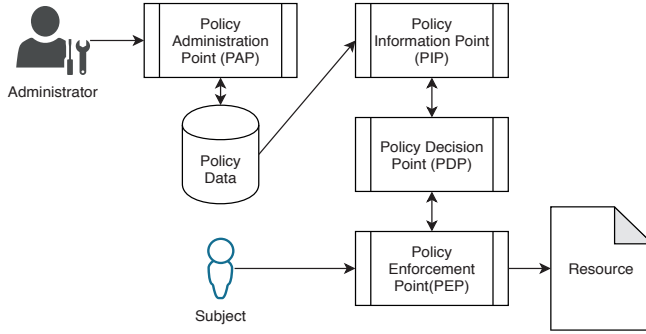 Policy
Administration
Point (PAP)
Policy
Information Point
(PIP)
Administrator
Policy
Data
Policy Decision
Point (PDP)
Policy
Enforcement
Point(PEP)
Resource
Subject